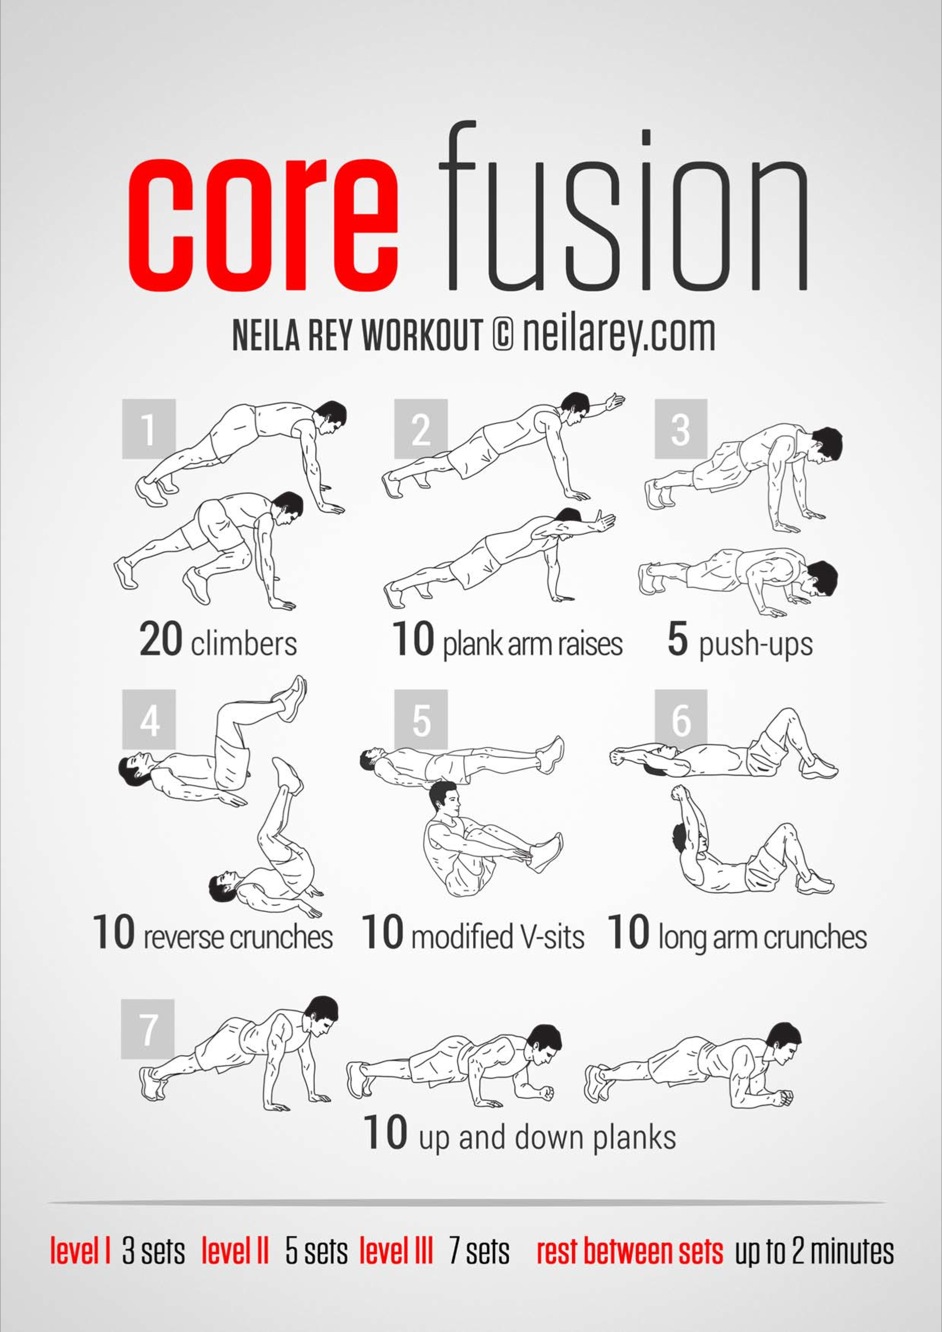 core fusion
NEILA REY WORKOUT © neilarey.com
1
2
3
20 climbers
10 plank arm raises
5 push-ups
4
5
6
10 reverse crunches
10 modified V-sits
10 long arm crunches
7
10 up and down planks
level I 3 sets level II 5 sets level III 7 sets rest between sets up to 2 minutes